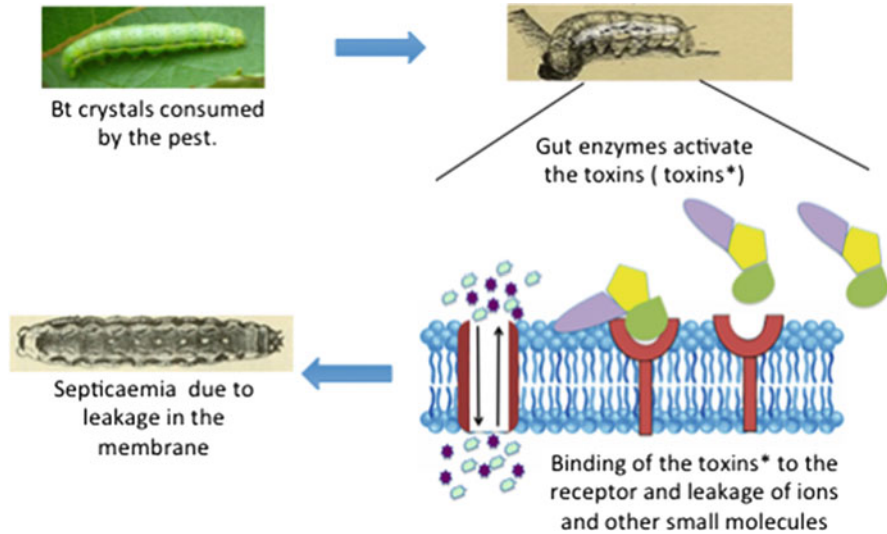 Bt crystals consumed
by the pest.
Gut enzymes activate
the toxins ( toxins*)
Binding of the toxins* to the
receptor and leakage of ions
and other small molecules
Septicaemia due to
leakage in the
membrane